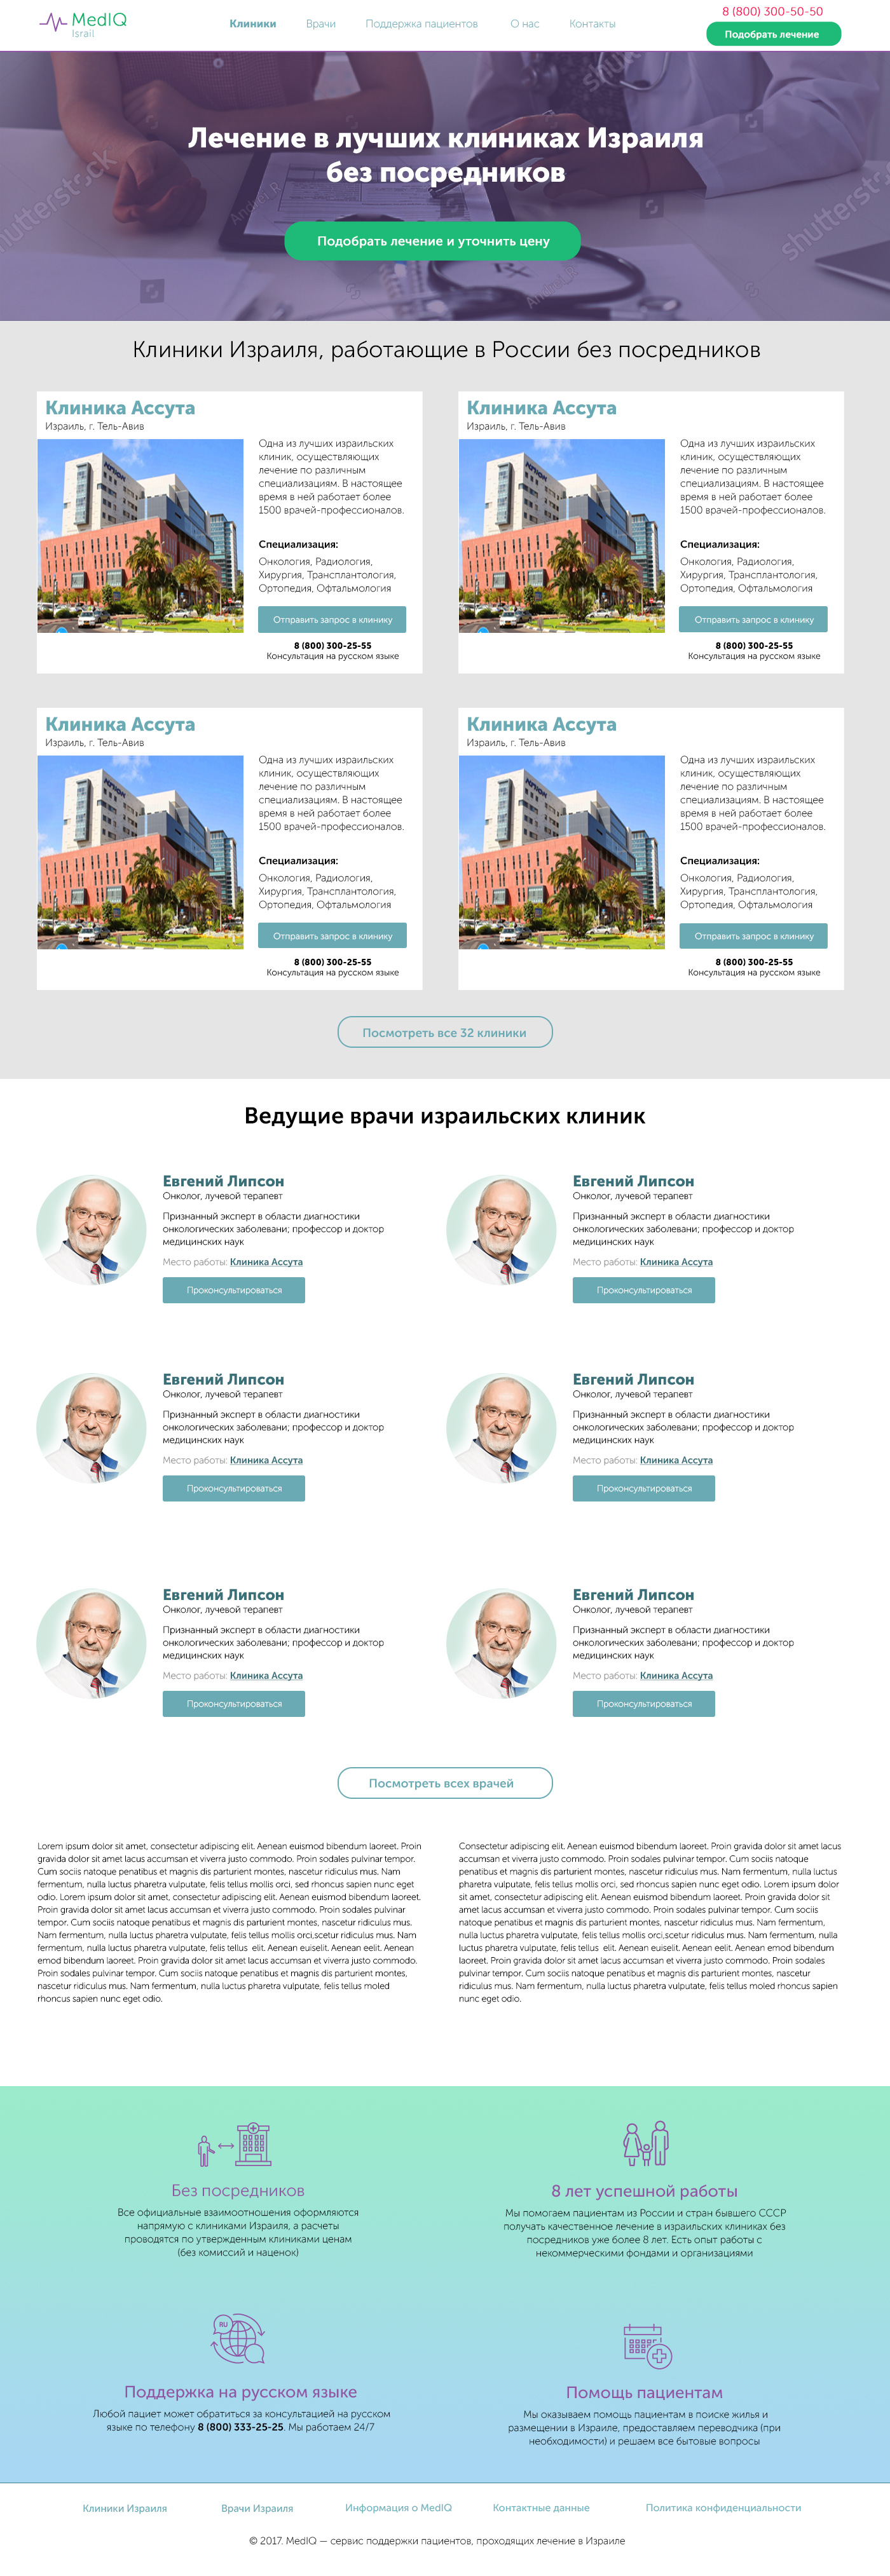 MedIQ
Israil
Клиники Врачи Поддержка пациентов О нас Контакты
8 (800) 300-50-50
Подобрать лечение
Лечение в лучших клиниках Израиля
без посредников
Подобрать лечение и уточнить цену
shutterstock
shutterstock
Andrei_R
Andrei_R
Клиники Израиля, работающие в России без посредников
Клиника Ассута
Израиль, г. Тель-Авив
Одна из лучших израильских
клиник, осуществляющих
лечение по различным
специализациям. В настоящее
время в ней работает более
1500 врачей-профессионалов.
Специализация:
Онкология, Радиология,
Хирургия, Трансплантология,
Ортопедия, Офтальмология
Отправить запрос в клинику
8 (800) 300-25-55
Консультация на русском языке
Клиника Ассута
Израиль, г. Тель-Авив
Одна из лучших израильских
клиник, осуществляющих
лечение по различным
специализациям. В настоящее
время в ней работает более
1500 врачей-профессионалов.
Специализация:
Онкология, Радиология,
Хирургия, Трансплантология,
Ортопедия, Офтальмология
Отправить запрос в клинику
8 (800) 300-25-55
Консультация на русском языке
Клиника Ассута
Израиль, г. Тель-Авив
Одна из лучших израильских
клиник, осуществляющих
лечение по различным
специализациям. В настоящее
время в ней работает более
1500 врачей-профессионалов.
Специализация:
Онкология, Радиология,
Хирургия, Трансплантология,
Ортопедия, Офтальмология
Отправить запрос в клинику
8 (800) 300-25-55
Консультация на русском языке
Клиника Ассута
Израиль, г. Тель-Авив
Одна из лучших израильских
клиник, осуществляющих
лечение по различным
специализациям. В настоящее
время в ней работает более
1500 врачей-профессионалов.
Специализация:
Онкология, Радиология,
Хирургия, Трансплантология,
Ортопедия, Офтальмология
Отправить запрос в клинику
8 (800) 300-25-55
Консультация на русском языке
Посмотреть все 32 клиники
Ведущие врачи израильских клиник
Евгений Липсон
Онколог, лучевой терапевт
Признанный эксперт в области диагностики
онкологических заболевани; профессор и доктор
медицинских наук
Место работы: Клиника Ассута
Проконсультироваться
Евгений Липсон
Онколог, лучевой терапевт
Признанный эксперт в области диагностики
онкологических заболевани; профессор и доктор
медицинских наук
Место работы: Клиника Ассута
Проконсультироваться
Евгений Липсон
Онколог, лучевой терапевт
Признанный эксперт в области диагностики
онкологических заболевани; профессор и доктор
медицинских наук
Место работы: Клиника Ассута
Проконсультироваться
Евгений Липсон
Онколог, лучевой терапевт
Признанный эксперт в области диагностики
онкологических заболевани; профессор и доктор
медицинских наук
Место работы: Клиника Ассута
Проконсультироваться
Евгений Липсон
Онколог, лучевой терапевт
Признанный эксперт в области диагностики
онкологических заболевани; профессор и доктор
медицинских наук
Место работы: Клиника Ассута
Проконсультироваться
Евгений Липсон
Онколог, лучевой терапевт
Признанный эксперт в области диагностики
онкологических заболевани; профессор и доктор
медицинских наук
Место работы: Клиника Ассута
Проконсультироваться
Посмотреть всех врачей
Lorem ipsum dolor sit amet, consectetur adipiscing elit. Aenean euismod bibendum laoreet. Proin
gravida dolor sit amet lacus accumsan et viverra justo commodo. Proin sodales pulvinar tempor.
Cum sociis natoque penatibus et magnis dis parturient montes, nascetur ridiculus mus. Nam
fermentum, nulla luctus pharetra vulputate, felis tellus mollis orci, sed rhoncus sapien nunc eget
odio. Lorem ipsum dolor sit amet, consectetur adipiscing elit. Aenean euismod bibendum laoreet.
Proin gravida dolor sit amet lacus accumsan et viverra justo commodo. Proin sodales pulvinar
tempor. Cum sociis natoque penatibus et magnis dis parturient montes, nascetur ridiculus mus.
Nam fermentum, nulla luctus pharetra vulputate, felis tellus mollis orci,scetur ridiculus mus. Nam
fermentum, nulla luctus pharetra vulputate, felis tellus elit. Aenean euiselit. Aenean eelit. Aenean
emod bibendum laoreet. Proin gravida dolor sit amet lacus accumsan et viverra justo commodo.
Proin sodales pulvinar tempor. Cum sociis natoque penatibus et magnis dis parturient montes,
nascetur ridiculus mus. Nam fermentum, nulla luctus pharetra vulputate, felis tellus moled
rhoncus sapien nunc eget odio.
Consectetur adipiscing elit. Aenean euismod bibendum laoreet. Proin gravida dolor sit amet lacus
accumsan et viverra justo commodo. Proin sodales pulvinar tempor. Cum sociis natoque
penatibus et magnis dis parturient montes, nascetur ridiculus mus. Nam fermentum, nulla luctus
pharetra vulputate, felis tellus mollis orci, sed rhoncus sapien nunc eget odio. Lorem ipsum dolor
sit amet, consectetur adipiscing elit. Aenean euismod bibendum laoreet. Proin gravida dolor sit
amet lacus accumsan et viverra justo commodo. Proin sodales pulvinar tempor. Cum sociis
natoque penatibus et magnis dis parturient montes, nascetur ridiculus mus. Nam fermentum,
nulla luctus pharetra vulputate, felis tellus mollis orci,scetur ridiculus mus. Nam fermentum, nulla
luctus pharetra vulputate, felis tellus elit. Aenean euiselit. Aenean eelit. Aenean emod bibendum
laoreet. Proin gravida dolor sit amet lacus accumsan et viverra justo commodo. Proin sodales
pulvinar tempor. Cum sociis natoque penatibus et magnis dis parturient montes, nascetur
ridiculus mus. Nam fermentum, nulla luctus pharetra vulputate, felis tellus moled rhoncus sapien
nunc eget odio.
Без посредников
Все официальные взаимоотношения оформляются
напрямую с клиниками Израиля, а расчеты
проводятся по утвержденным клиниками ценам
(без комиссий и наценок)
8 лет успешной работы
Мы помогаем пациентам из России и стран бывшего СССР
получать качественное лечение в израильских клиниках без
посредников уже более 8 лет. Есть опыт работы с
некоммерческими фондами и организациями
RU
Поддержка на русском языке
Любой пациет может обратиться за консультацией на русском
языке по телефону 8 (800) 333-25-25. Мы работаем 24/7
Помощь пациентам
Мы оказываем помощь пациентам в поиске жилья и
размещении в Израиле, предоставляем переводчика (при
необходимости) и решаем все бытовые вопросы
Клиники Израиля Врачи Израиля Информация о MedIQ Контактные данные Политика конфиденциальности
© 2017. MedIQ — сервис поддержки пациентов, проходящих лечение в Израиле